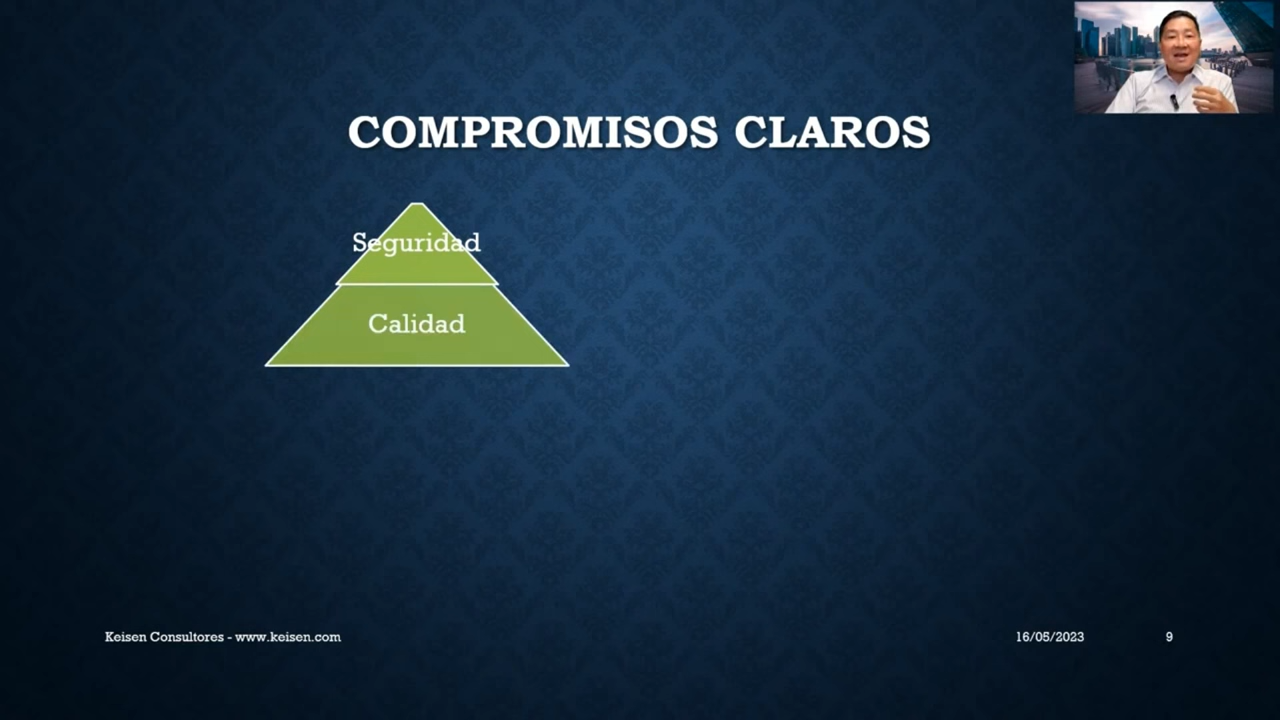 COMPROMISOS CLAROS
Seguridad
Calidad
Keisen Consultores - www.keisen.com
16/05/2023
9